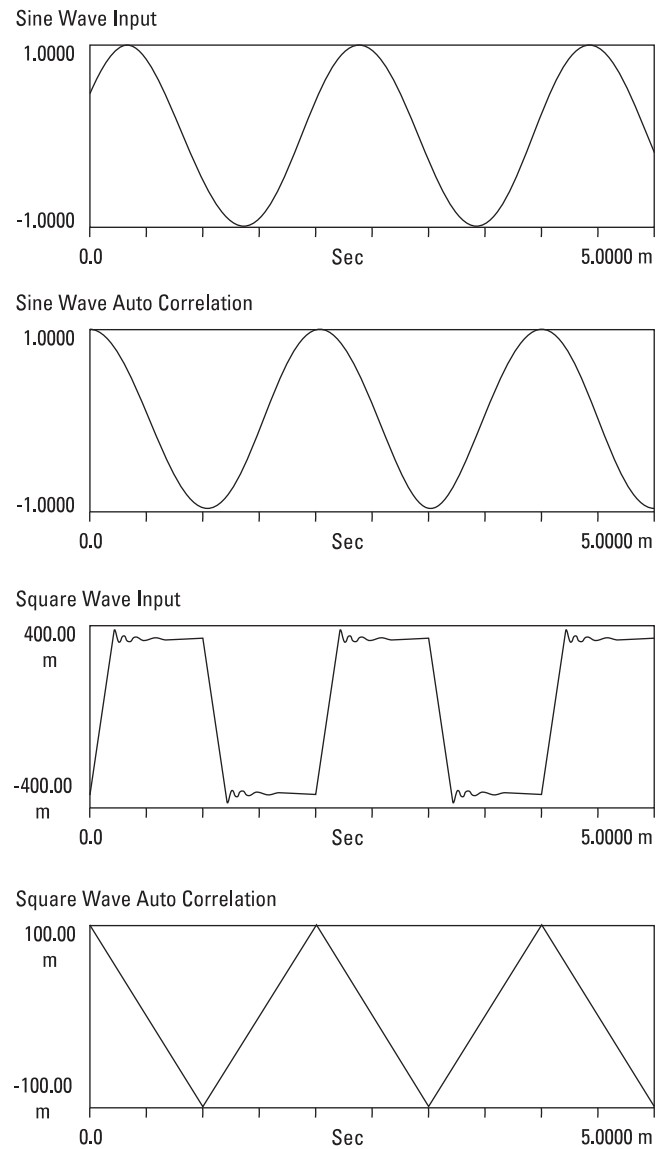 Sine Wave Input
1.0000
-1.0000
0.0 Sec 5.0000 m
Sine Wave Auto Correlation
1.0000
-1.0000
0.0 Sec 5.0000 m
Square Wave Input
400.00
m
-400.00
m
0.0 Sec 5.0000 m
Square Wave Auto Correlation
100.00
m
-100.00
m
0.0 Sec 5.0000 m